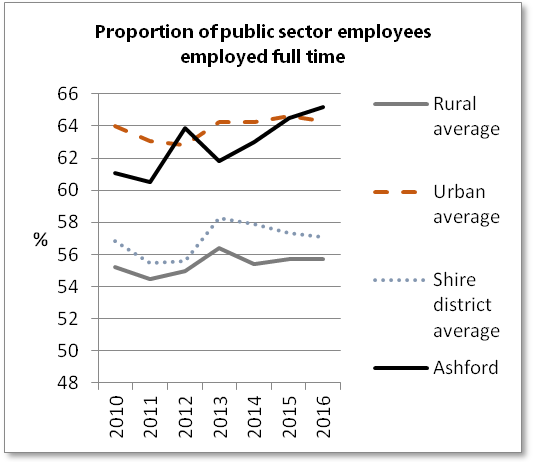 Proportion of public sector employees
employed full time
66
64
62
60
58
56
54
52
50
48
%
2010
2011
2012
2013
2014
2015
2016
Rural
average
Urban
average
Shire
district
average
Ashford